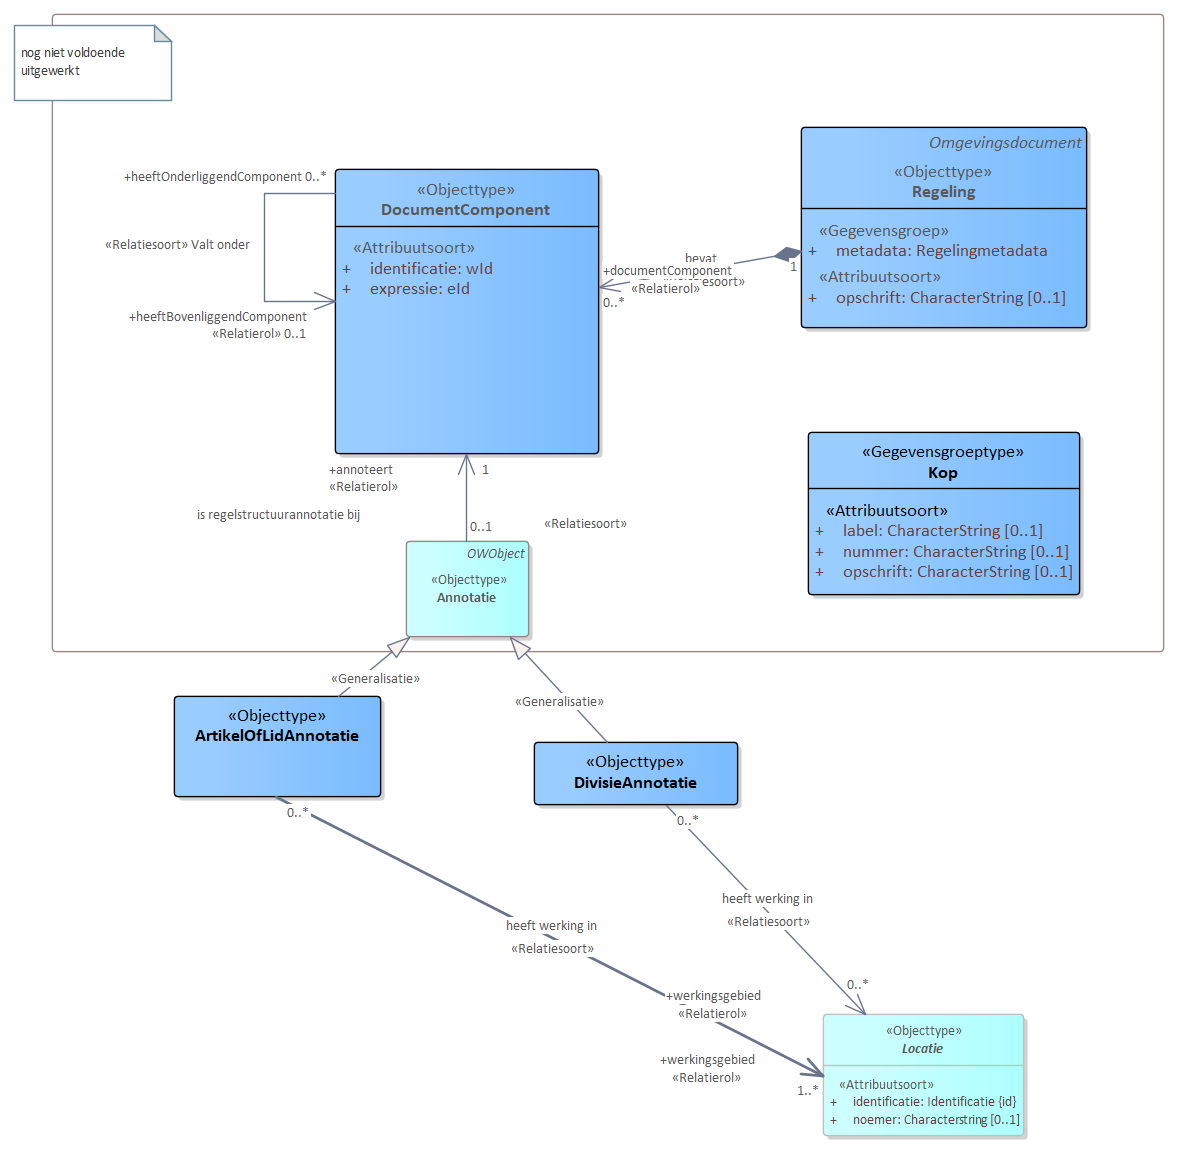 nog niet voldoende
uitgewerkt
Omgevingsdocument
«Objecttype»
Regeling
«Gegevensgroep»
+ metadata: Regelingmetadata
«Attribuutsoort»
+ opschrift: CharacterString [0..1]
+heeftOnderliggendComponent 0..*
«Relatiesoort» Valt onder
+heeftBovenliggendComponent
«Relatierol» 0..1
«Objecttype»
DocumentComponent
«Attribuutsoort»
+ identificatie: wId
+ expressie: eId
bevat
+documentComponent
«Relatierol»
0..*
1
«Gegevensgroeptype»
Kop
«Attribuutsoort»
+ label: CharacterString [0..1]
+ nummer: CharacterString [0..1]
+ opschrift: CharacterString [0..1]
+annoteert
«Relatierol»
1
is regelstructuurannotatie bij
«Relatiesoort»
0..1
OWObject
«Objecttype»
Annotatie
«Generalisatie»
«Generalisatie»
«Objecttype»
ArtikelOfLidAnnotatie
«Objecttype»
DivisieAnnotatie
0..*
0..*
heeft werking in
«Relatiesoort»
heeft werking in
«Relatiesoort»
0..*
+werkingsgebied
«Relatierol»
+werkingsgebied
«Relatierol»
1..*
«Objecttype»
Locatie
«Attribuutsoort»
+ identificatie: Identificatie {id}
+ noemer: Characterstring [0..1]